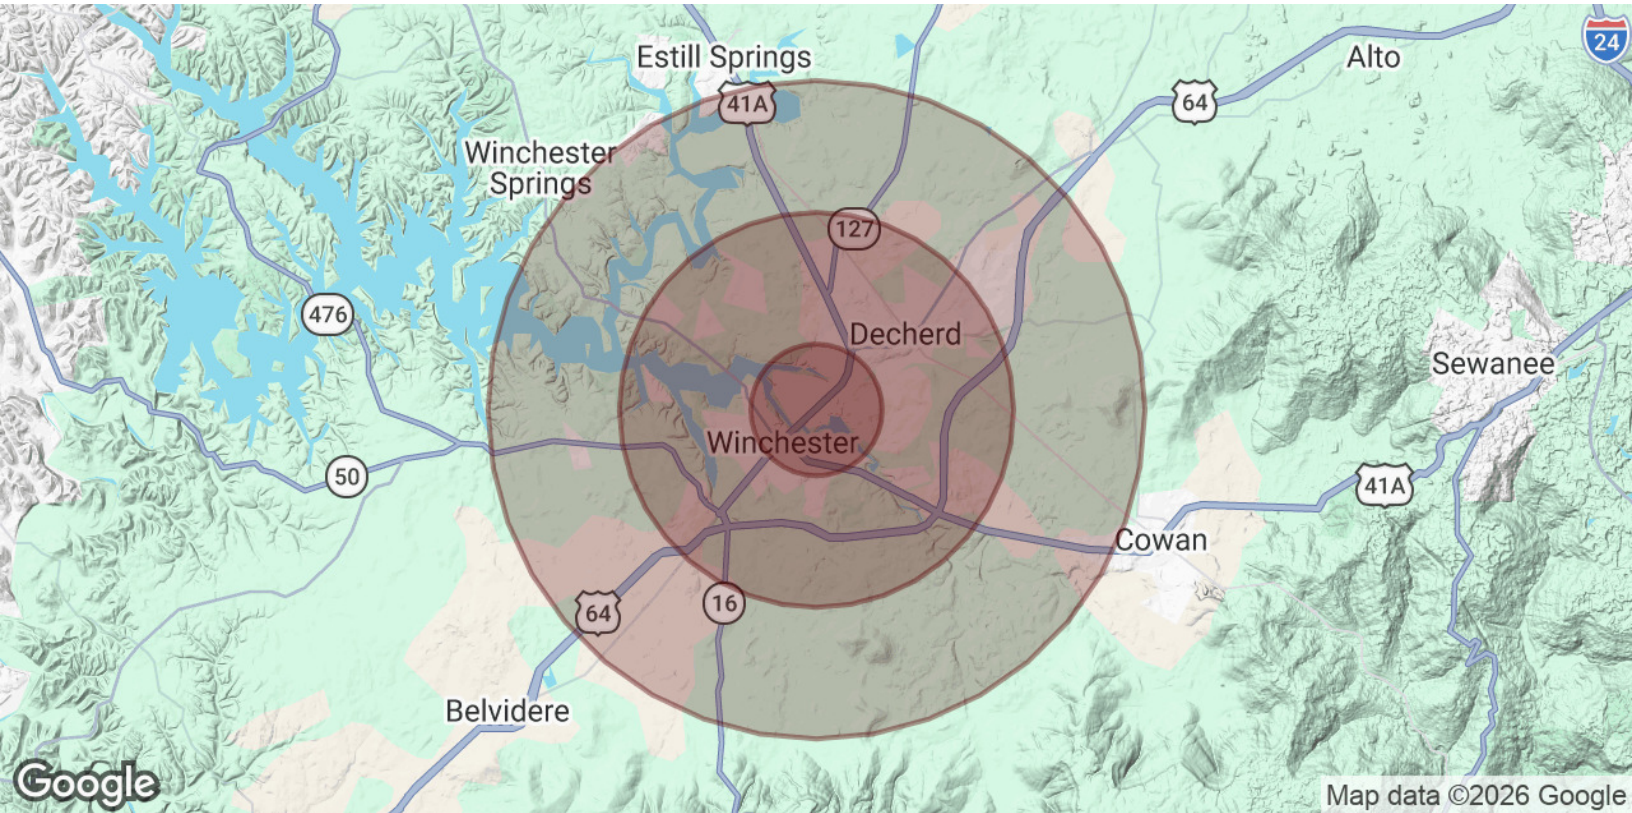 24
Estill Springs
Alto
41A
64
Winchester
Springs
127
476
Decherd
Sewanee
Winchester
50
41A
Cowan
64
16
Belvidere
Google
Map data ©2026 Google